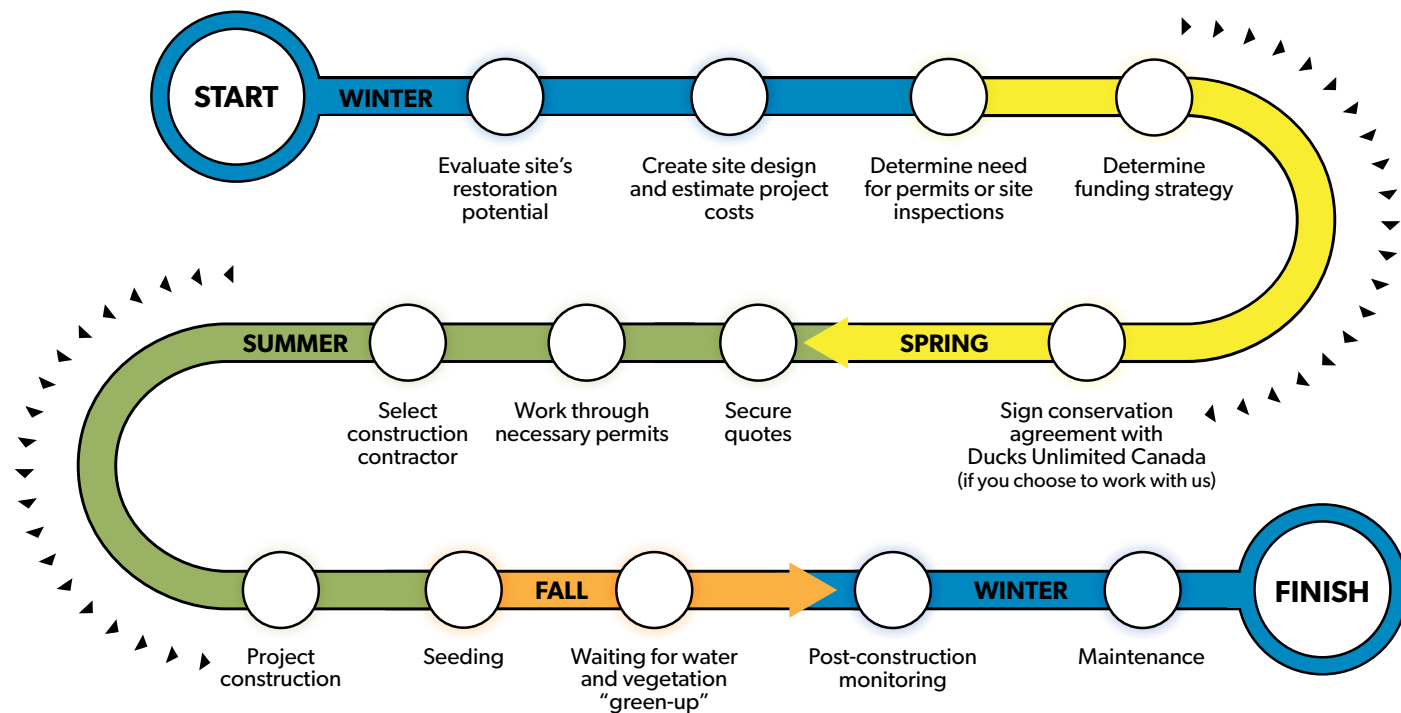 START
WINTER
Evaluate site's
restoration
potential
Create site design
and estimate project
costs
Determine need
for permits or site
inspections
Determine
funding strategy
SUMMER
SPRING
Select
construction
contractor
Work through
necessary permits
Secure
quotes
Sign conservation
agreement with
Ducks Unlimited Canada
(if you choose to work with us)
FALL
WINTER
FINISH
Project
construction
Seeding
Waiting for water
and vegetation
“green-up”
Post-construction
monitoring
Maintenance